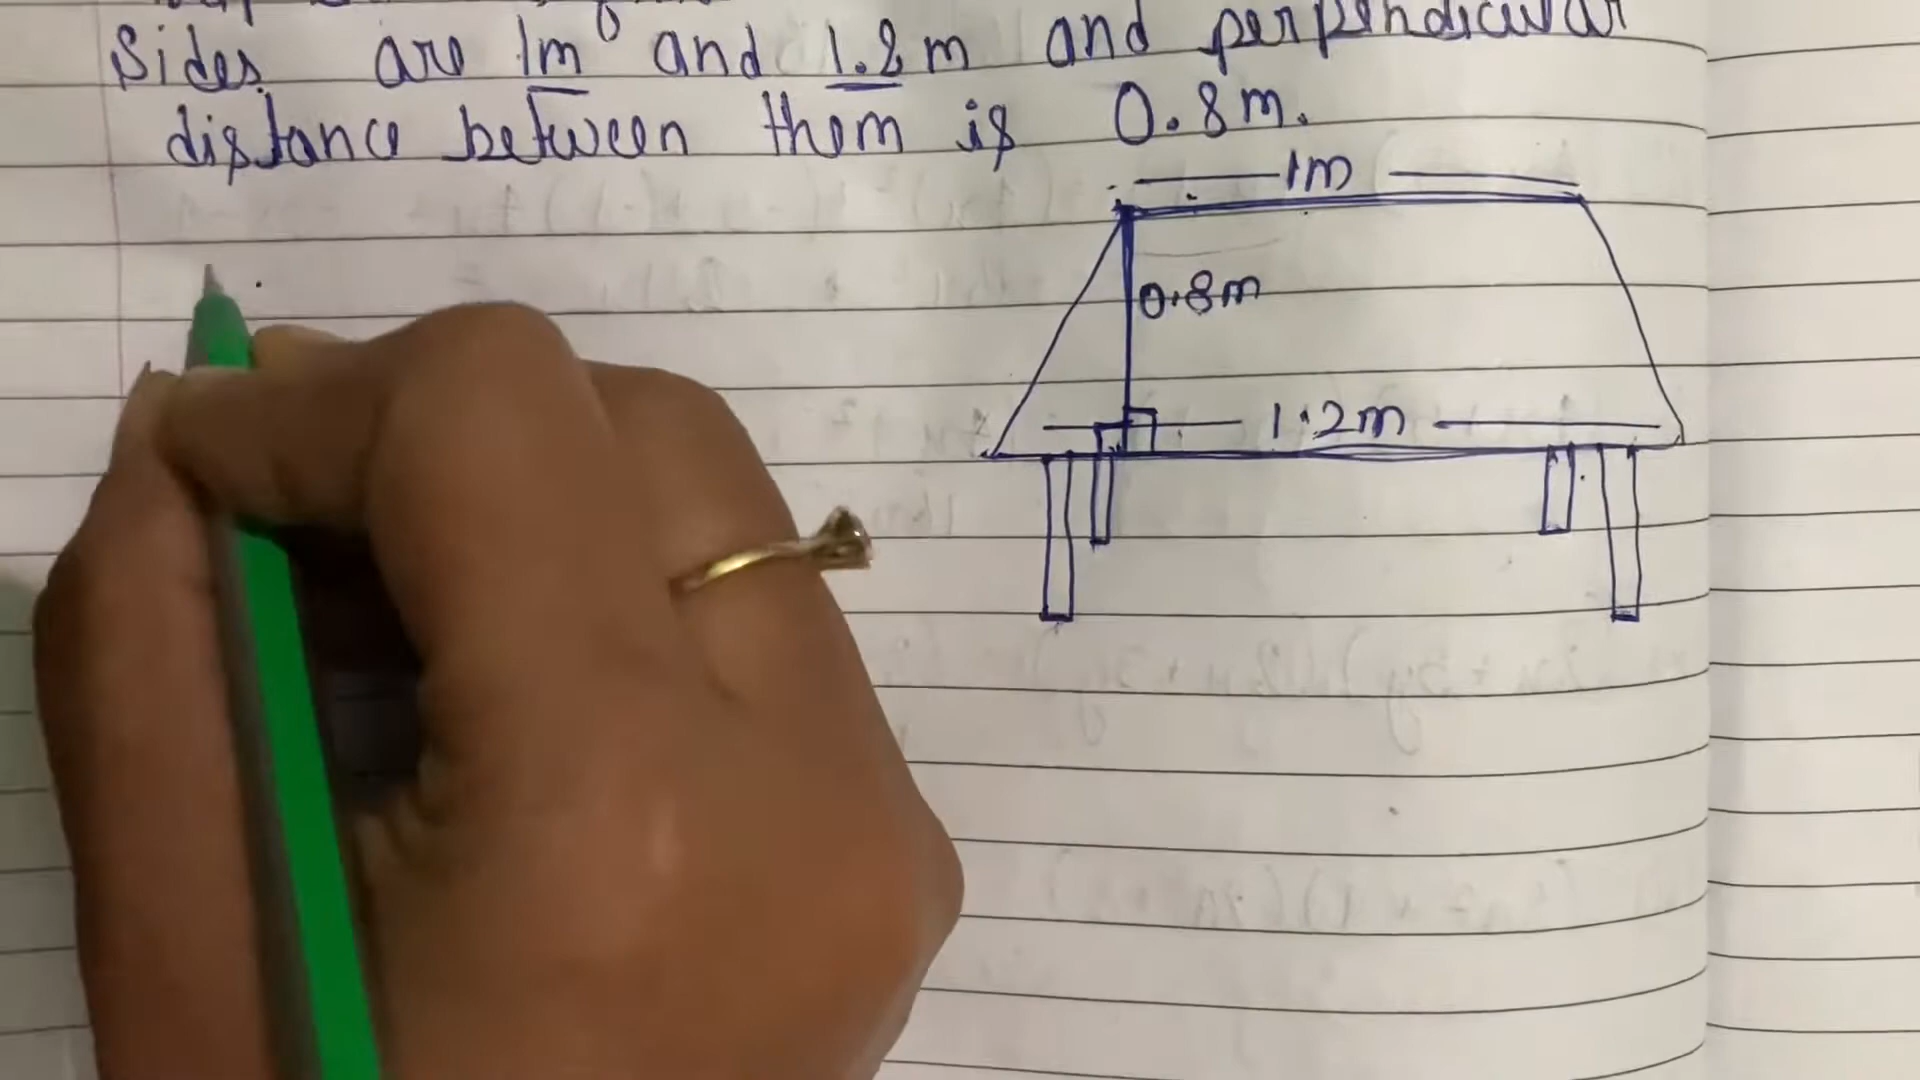 Sides are 1m and 1.2m and perpendicular
distance between them is 0.8m.
1m
0.8m
1.2m